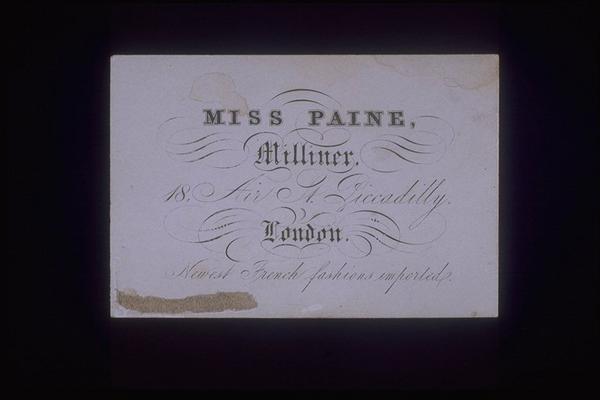 MISS PAINE,
Milliner.
18, Air St. Piccadilly.
London.
Newest French fashions imported.